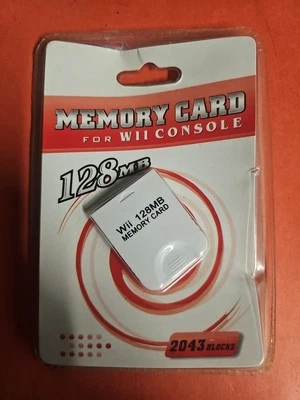 MEMORY CARD
FOR WII CONSOLE
128MB
Wii 128MB
MEMORY CARD
2043 BLOCKS